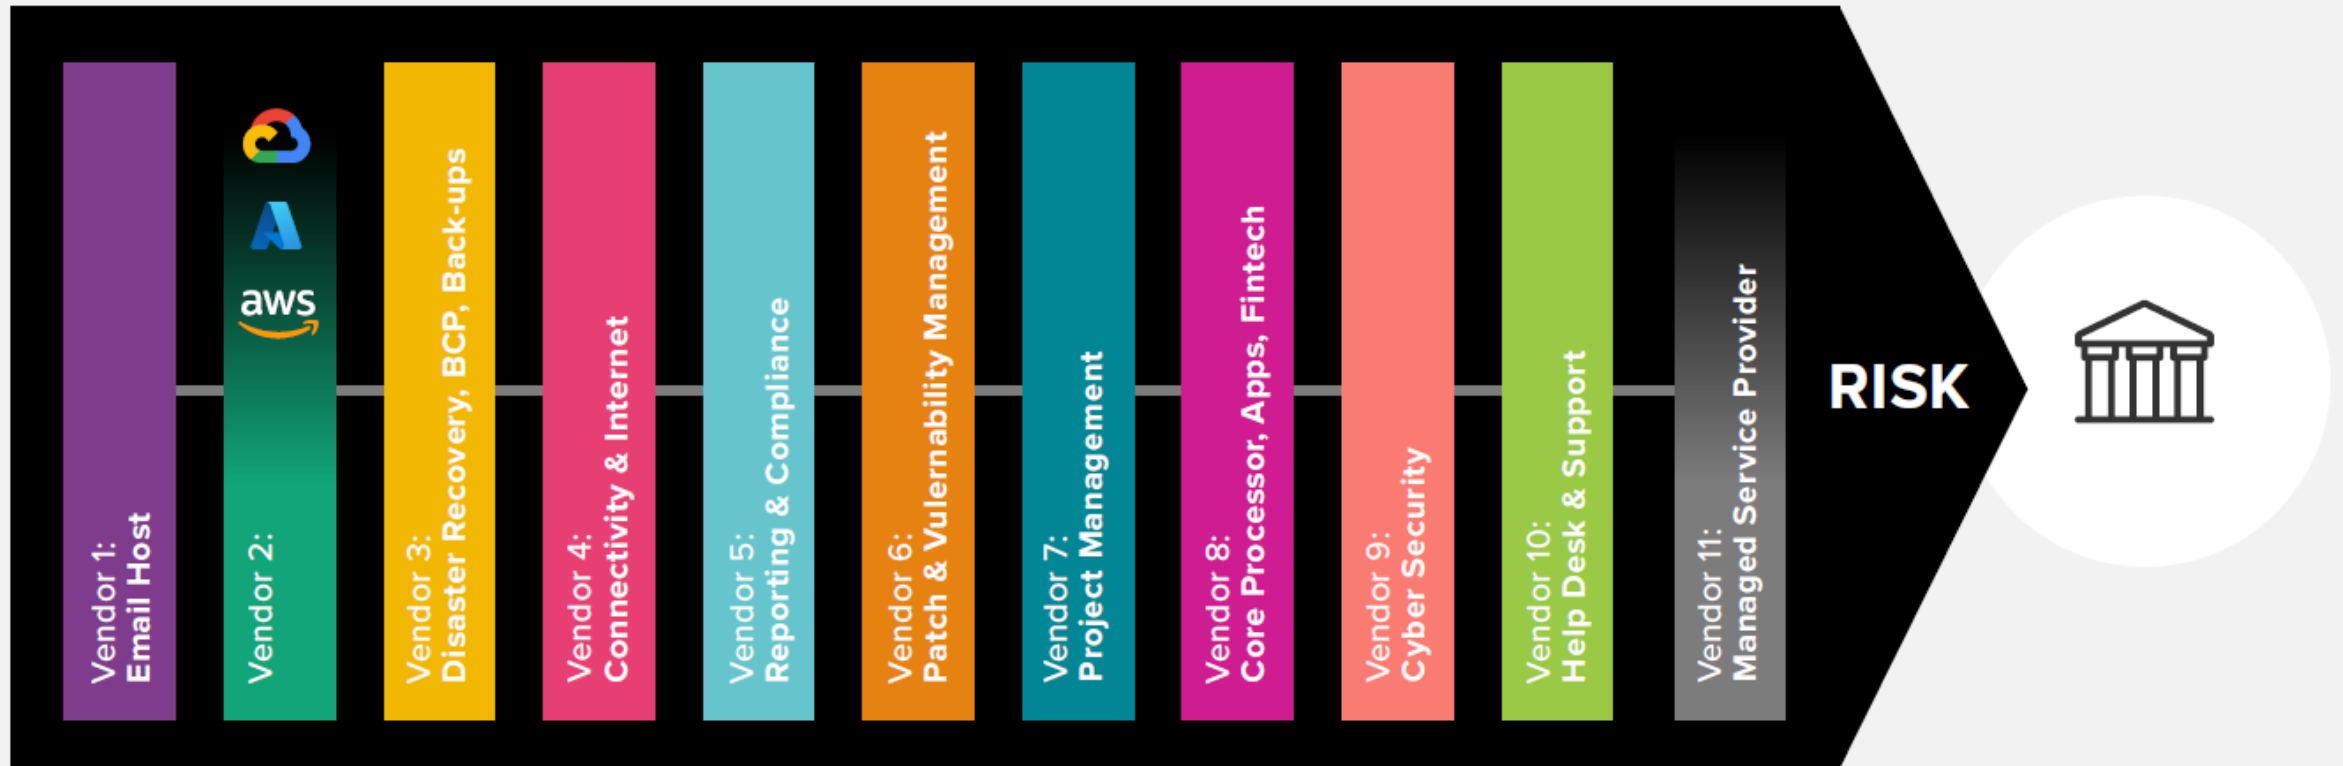 Vendor 1:
Email Host
aws
Vendor 2:
Vendor 3:
Disaster Recovery, BCP, Back-ups
Vendor 4:
Connectivity & Internet
Vendor 5:
Reporting & Compliance
Vendor 6:
Patch & Vulernability Management
Vendor 7:
Project Management
Vendor 8:
Core Processor, Apps, Fintech
Vendor 9:
Cyber Security
Vendor 10:
Help Desk & Support
Vendor 11:
Managed Service Provider
RISK